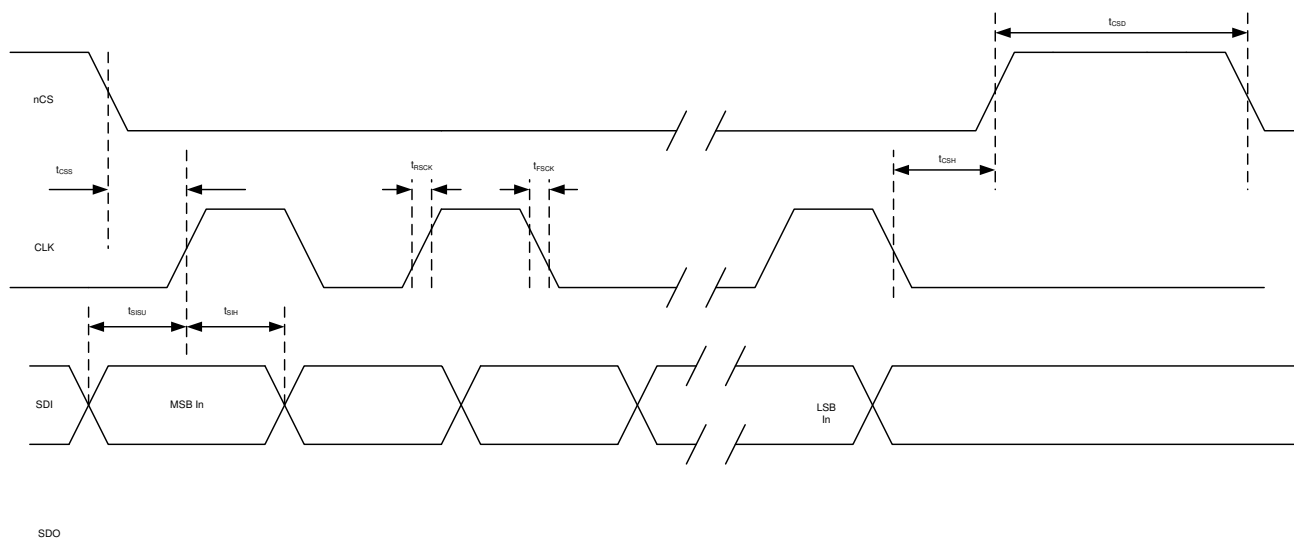 tCSD
nCS
tCSS
tRSCK
tFSCK
tCSH
CLK
tSISU
tSIH
SDI
MSB In
LSB
In
SDO